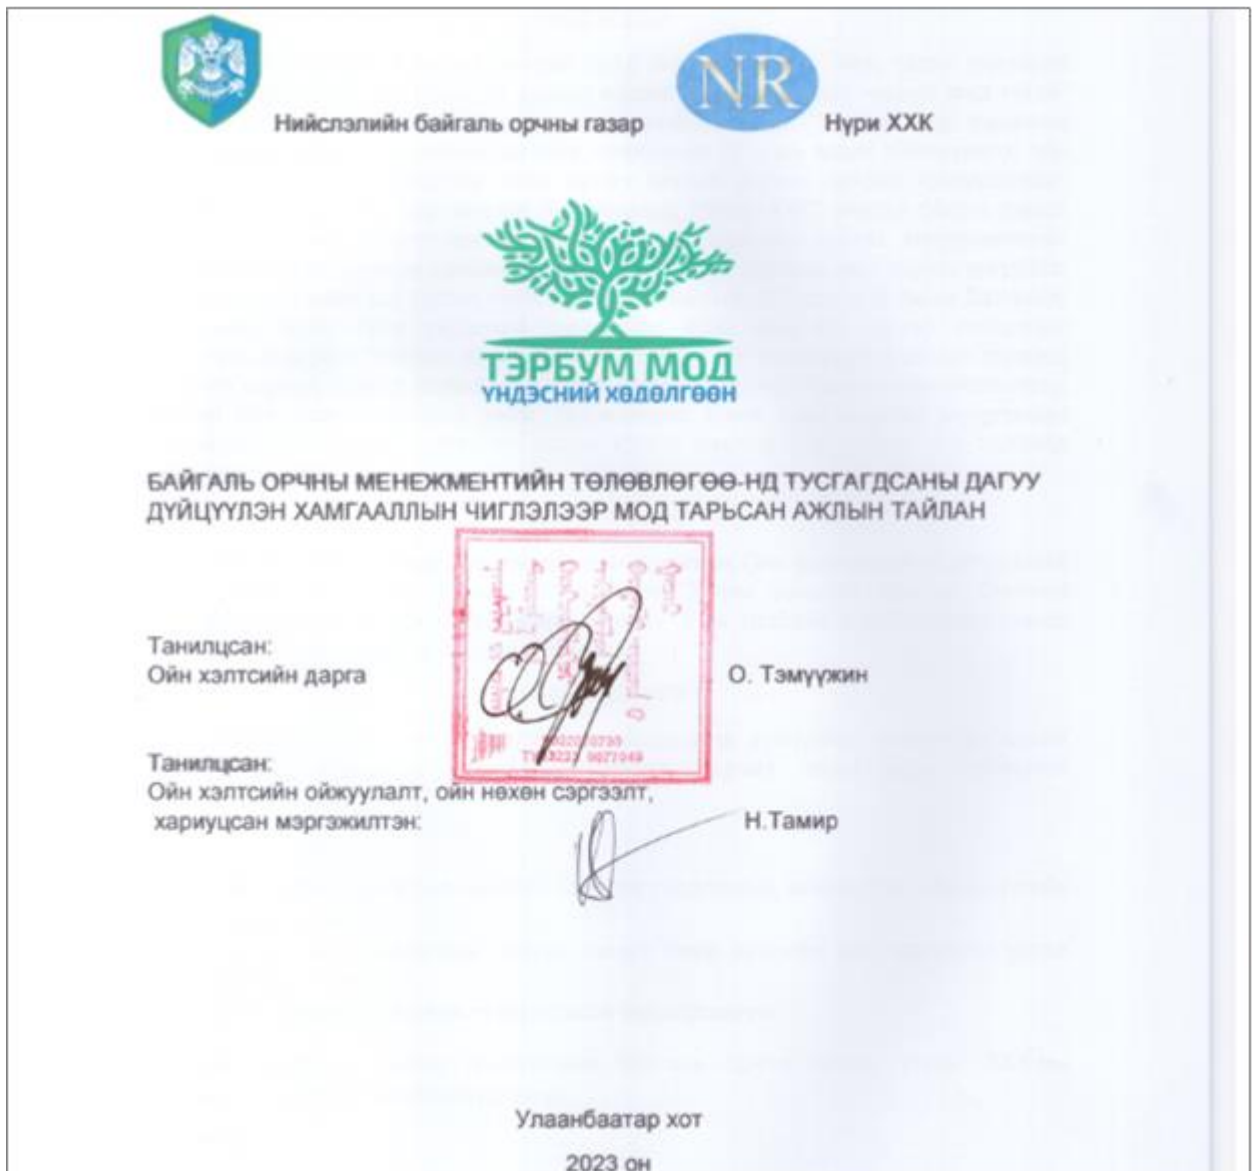 NR
Нийслэлийн байгаль орчны газар
Нүри ХХК
ТЭРБУМ МОД
ҮНДЭСНИЙ ХӨДӨЛГӨӨН
БАЙГАЛЬ ОРЧНЫ МЕНЕЖМЕНТИЙН ТӨЛӨВЛӨГӨӨ-НД ТУСГАГДСАНЫ ДАГУУ
ДҮЙЦҮҮЛЭН ХАМГААЛЛЫН ЧИГЛЭЛЭЭР МОД ТАРЬСАН АЖЛЫН ТАЙЛАН
Танилцсан:
Ойн хэлтсийн дарга О. Тэмүүжин
Танилцсан:
Ойн хэлтсийн ойжуулалт, ойн нөхөн сэргээлт,
хариуцсан мэргэжилтэн: Н.Тамир
Улаанбаатар хот
2023 он